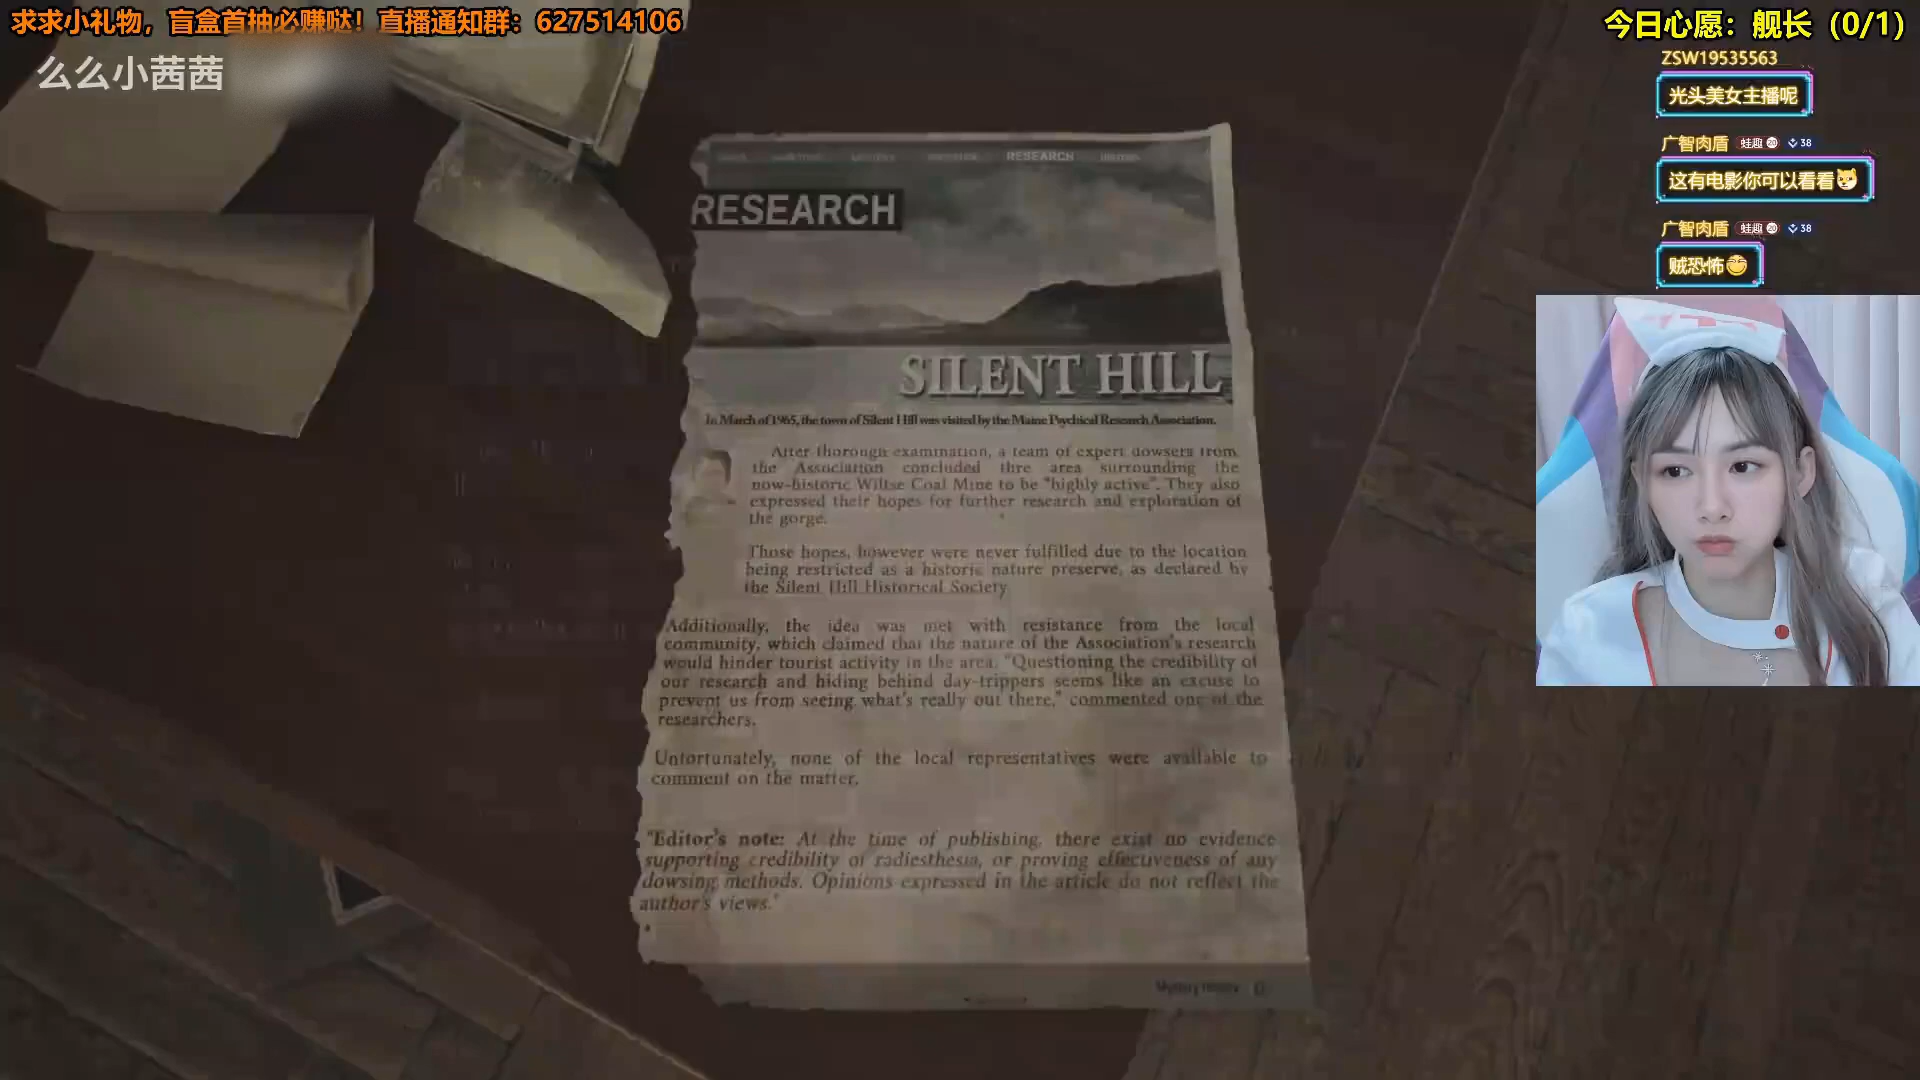 求求小礼物，盲盒首抽必赚哒！直播通知群：627514106
今日心愿：舰长（0/1）
么么小茜茜
ZSW19535563
光头美女主播呢
广智肉盾 蛙趣 20 38
这有电影你可以看看
广智肉盾 蛙趣 20 38
贼恐怖
RESEARCH
RESEARCH
SILENT HILL
In March of 1965, the town of Silent Hill was visited by the Maine Psychical Research Association.
After thorough examination, a team of expert dowsers from
the Association concluded thre area surrounding the
now-historic Wiltse Coal Mine to be "highly active". They also
expressed their hopes for further research and exploration of
the gorge.
Those hopes, however were never fulfilled due to the location
being restricted as a historic nature preserve, as declared by
the Silent Hill Historical Society
Additionally, the idea was met with resistance from the local
community, which claimed that the nature of the Association's research
would hinder tourist activity in the area. "Questioning the credibility of
our research and hiding behind day-trippers seems like an excuse to
prevent us from seeing what's really out there," commented one of the
researchers.
Unfortunately, none of the local representatives were available to
comment on the matter.
"Editor's note: At the time of publishing, there exist no evidence
supporting credibility of radiesthesia, or proving effectiveness of any
dowsing methods. Opinions expressed in the article do not reflect the
author's views."